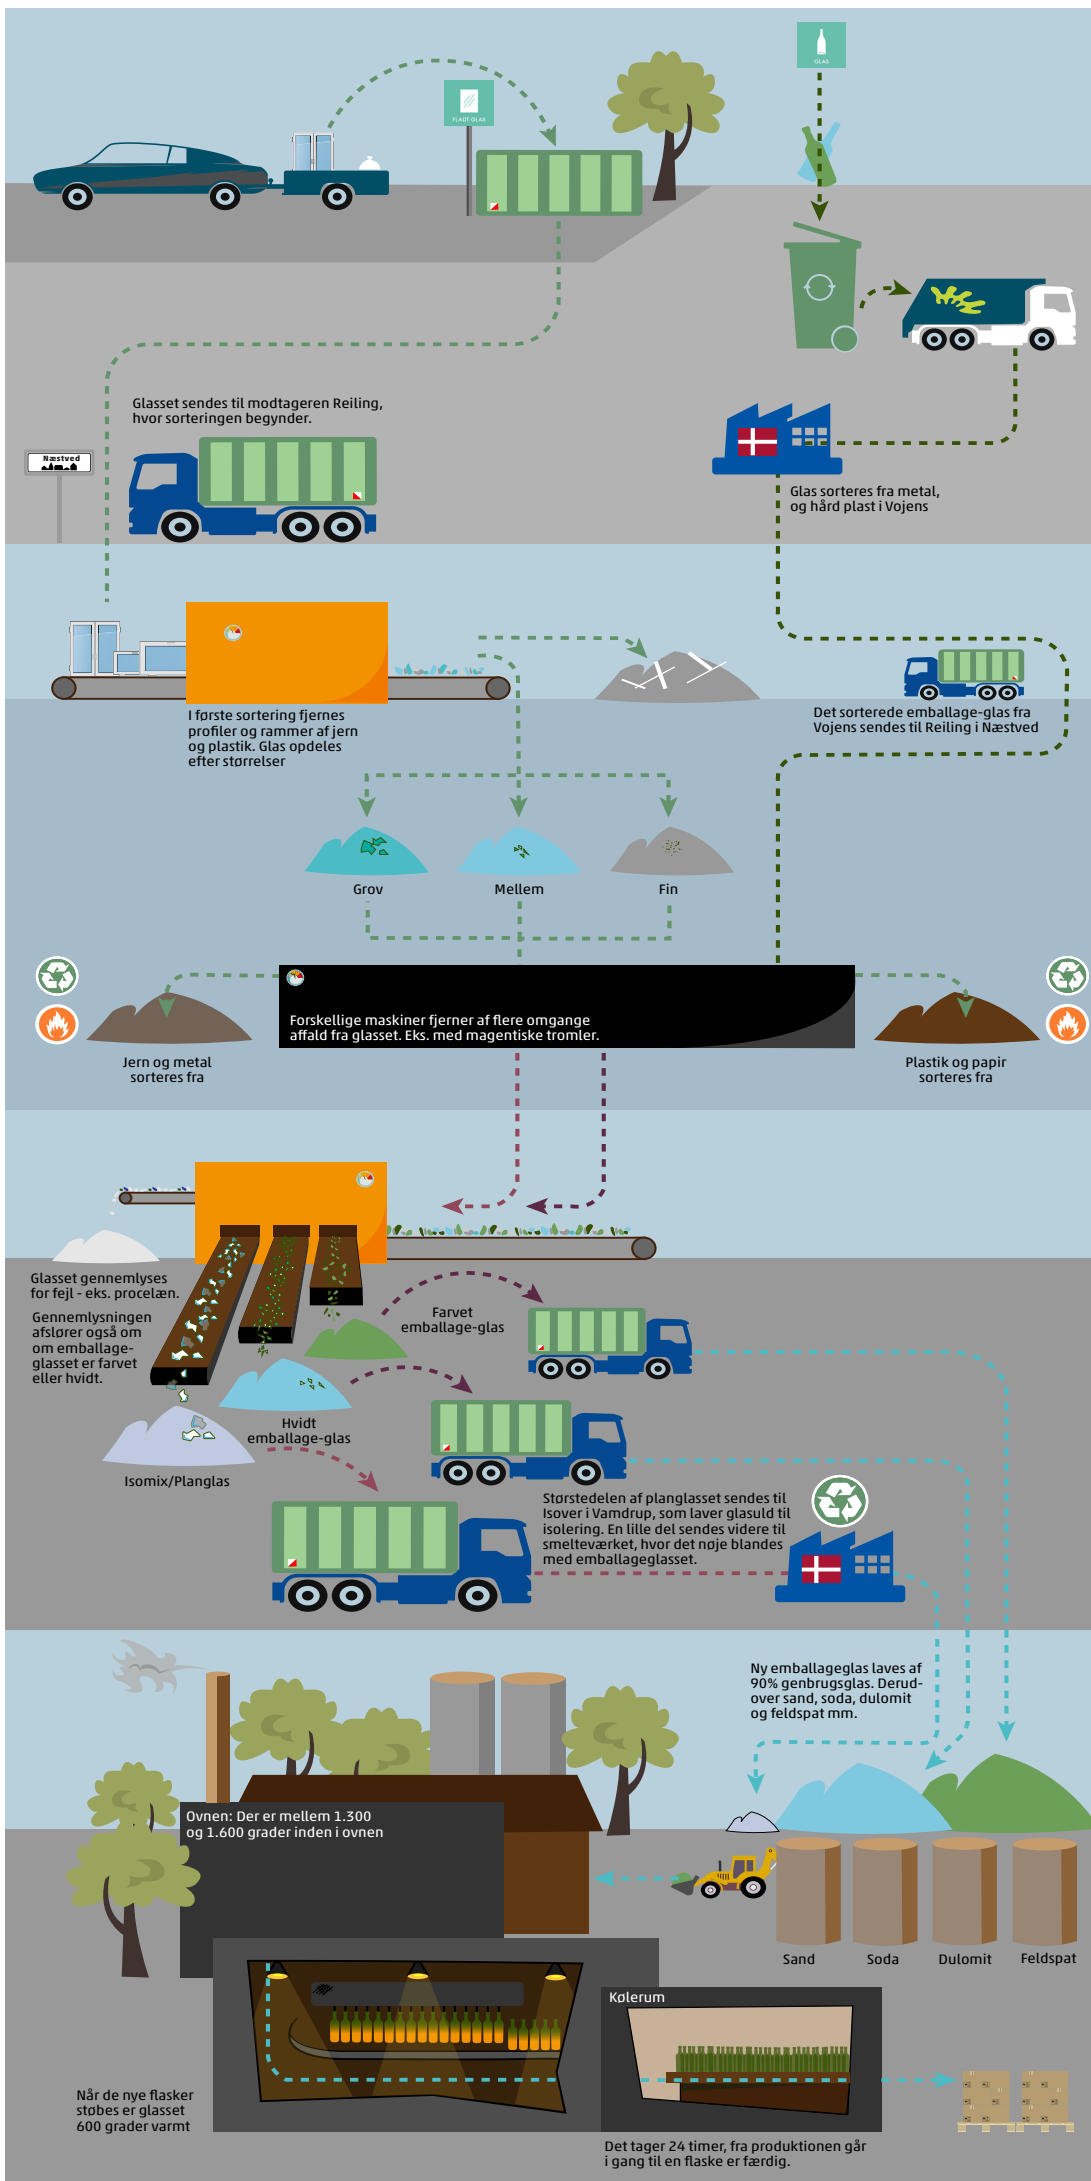 GLAS
FLADT GLAS
Glasset sendes til modtageren Reiling,
hvor sorteringen begynder.
Næstved
Glas sorteres fra metal,
og hård plast i Vojens
I første sortering fjernes
profiler og rammer af jern
og plastik. Glas opdeles
efter størrelser
Det sorterede emballage-glas fra
Vojens sendes til Reiling i Næstved
Grov
Mellem
Fin
Forskellige maskiner fjerner af flere omgange
affald fra glasset. Eks. med magentiske tromler.
Jern og metal
sorteres fra
Plastik og papir
sorteres fra
Glasset gennemlyses
for fejl - eks. procelæn.
Gennemlysningen
afslører også om
emballage-
glasset er farvet
eller hvidt.
Farvet
emballage-glas
Hvidt
emballage-glas
Isomix/Planglas
Størstedelen af planglasset sendes til
Isover i Vamdrup, som laver glasuld til
isolering. En lille del sendes videre til
smelteværket, hvor det nøje blandes
med emballageglasset.
Ny emballageglas laves af
90% genbrugsglas. Derud-
over sand, soda, dulomit
og feldspat mm.
Ovnen: Der er mellem 1.300
og 1.600 grader inden i ovnen
Sand
Soda
Dulomit
Feldspat
Kølerum
Når de nye flasker
støbes er glasset
600 grader varmt
Det tager 24 timer, fra produktionen går
i gang til en flaske er færdig.